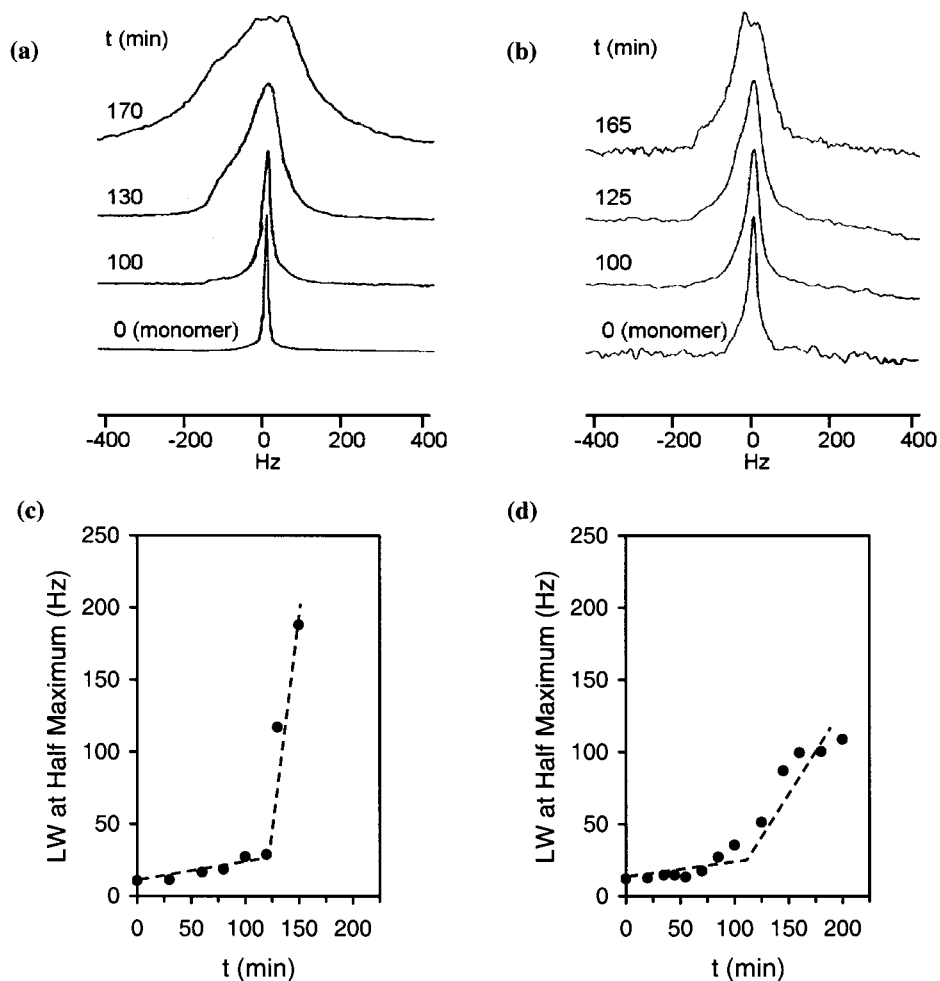 (a)
t (min)
170
130
100
0 (monomer)
-400 -200 0 200 400
Hz
(b)
t (min)
165
125
100
0 (monomer)
-400 -200 0 200 400
Hz
(c)
LW at Half Maximum (Hz)
250
200
150
100
50
0
0 50 100 150 200
t (min)
(d)
LW at Half Maximum (Hz)
250
200
150
100
50
0
0 50 100 150 200
t (min)